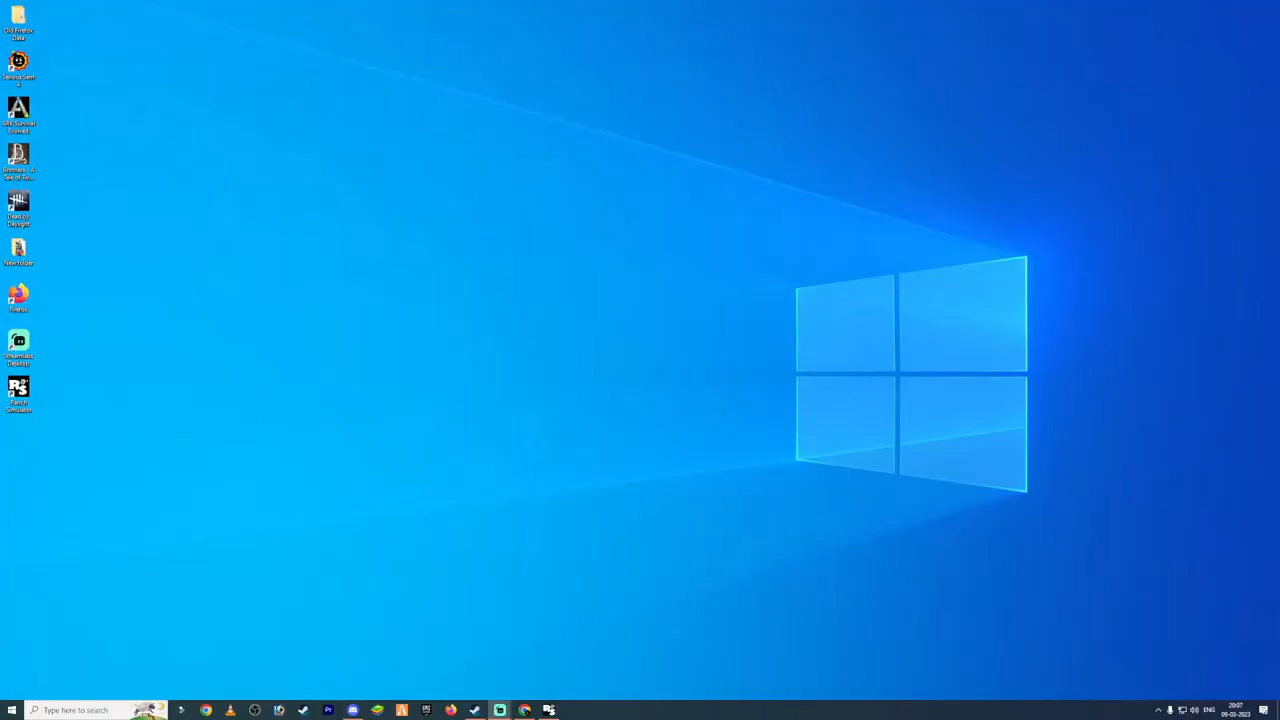 Old Firefox
Data
Serious Sam
4
ARK Survival
Evolved
Brothers - A
Tale of Two...
Dead by
Daylight
New folder
Firefox
Streamlabs
Desktop
Ranch
Simulator
Type here to search
ENG
20:07
09-03-2023